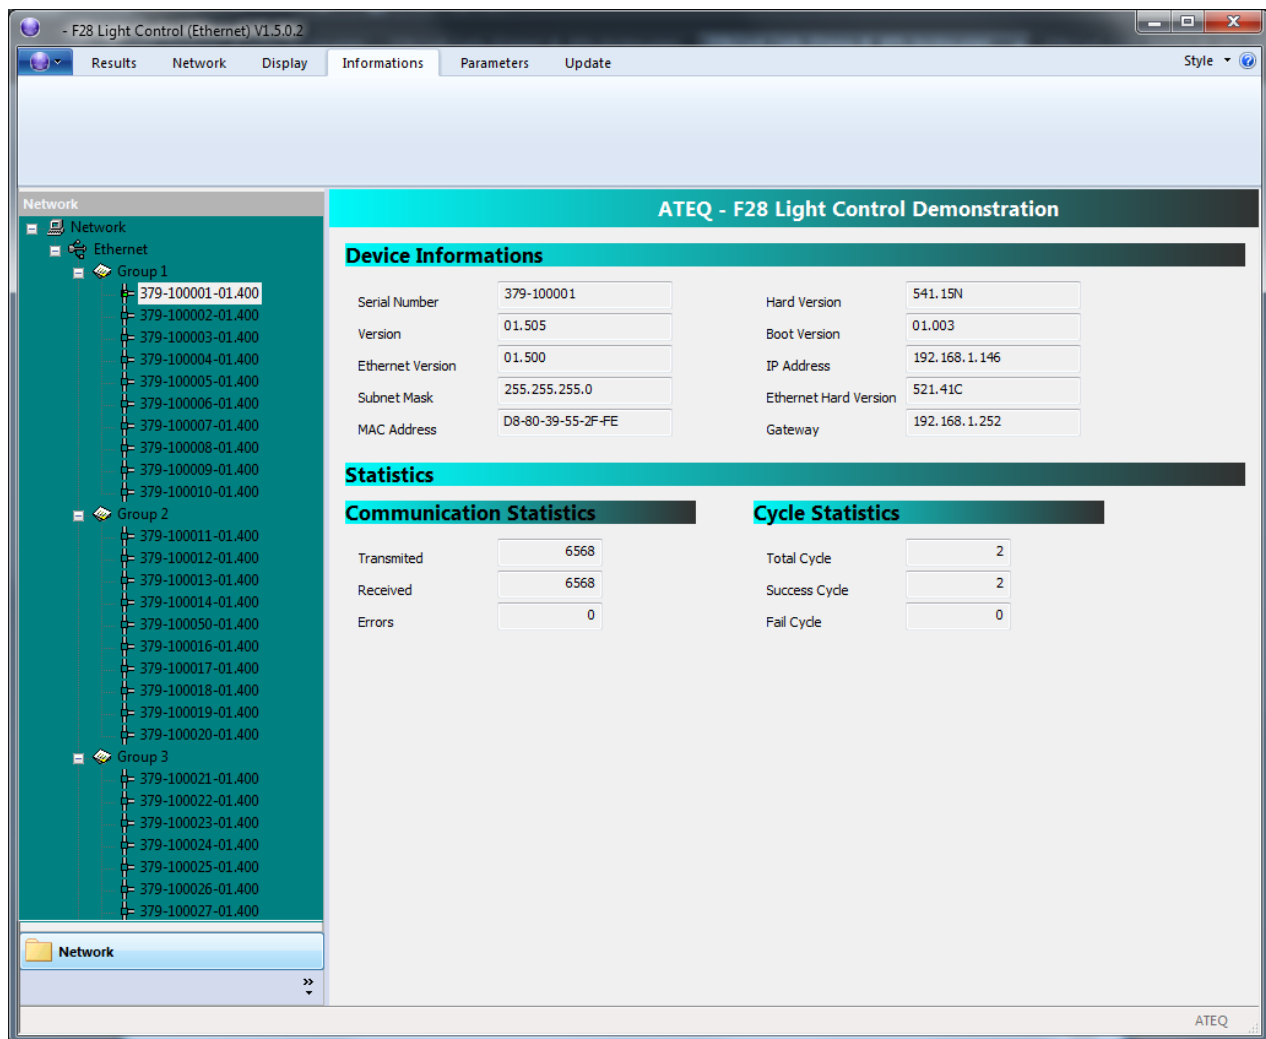 - F28 Light Control (Ethernet) V1.5.0.2
Results Network Display Informations Parameters Update Style
Network
Network
Ethernet
Group 1
379-100001-01.400
379-100002-01.400
379-100003-01.400
379-100004-01.400
379-100005-01.400
379-100006-01.400
379-100007-01.400
379-100008-01.400
379-100009-01.400
379-100010-01.400
Group 2
379-100011-01.400
379-100012-01.400
379-100013-01.400
379-100014-01.400
379-100050-01.400
379-100016-01.400
379-100017-01.400
379-100018-01.400
379-100019-01.400
379-100020-01.400
Group 3
379-100021-01.400
379-100022-01.400
379-100023-01.400
379-100024-01.400
379-100025-01.400
379-100026-01.400
379-100027-01.400
Network
ATEQ - F28 Light Control Demonstration
Device Informations
Serial Number 379-100001 Hard Version 541.15N
Version 01.505 Boot Version 01.003
Ethernet Version 01.500 IP Address 192.168.1.146
Subnet Mask 255.255.255.0 Ethernet Hard Version 521.41C
MAC Address D8-80-39-55-2F-FE Gateway 192.168.1.252
Statistics
Communication Statistics Cycle Statistics
Transmited 6568 Total Cycle 2
Received 6568 Success Cycle 2
Errors 0 Fail Cycle 0
ATEQ